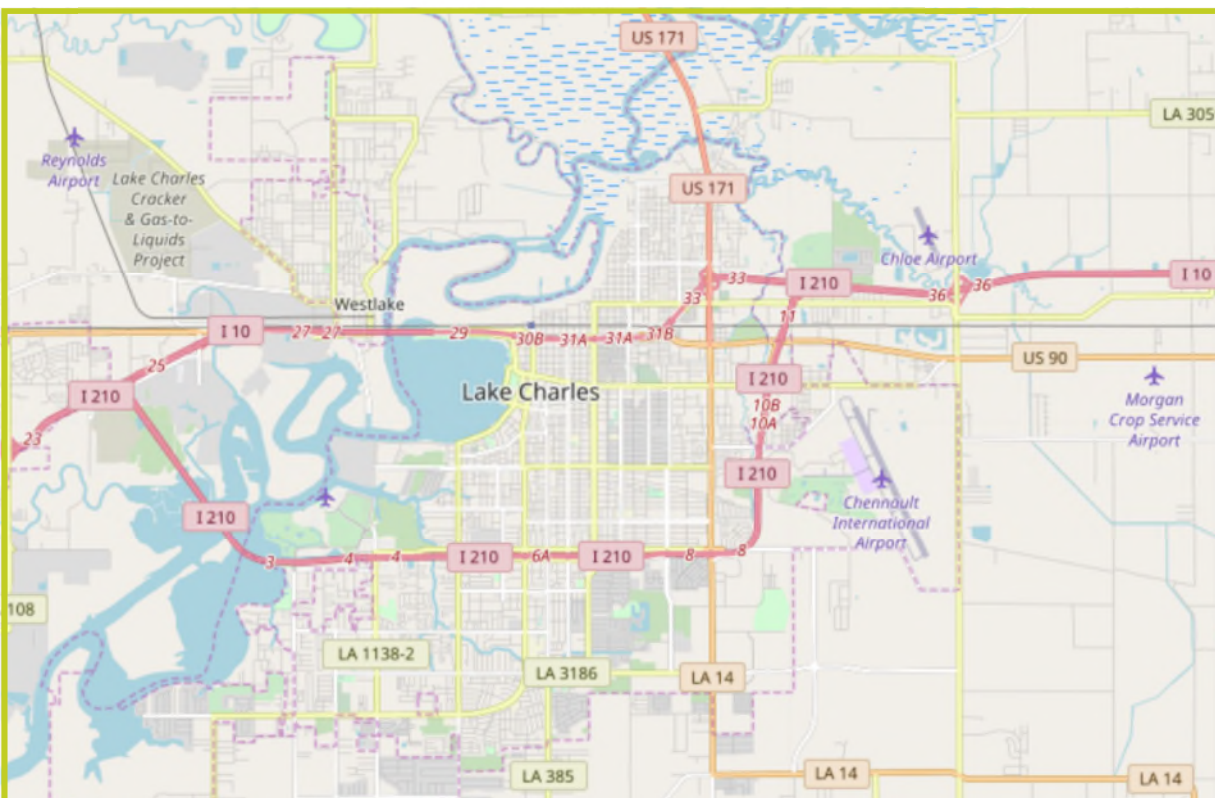 US 171
LA 305
Reynolds
Airport
Lake Charles
Cracker
& Gas-to-
Liquids
Project
US 171
Chloe Airport
33
33
I 210
36
36
I 10
Westlake
11
I 10
27
27
29
30B
31A
31A
31B
US 90
25
I 210
Lake Charles
I 210
10B
10A
Morgan
Crop Service
Airport
23
I 210
Chennault
International
Airport
I 210
3
4
4
I 210
6A
I 210
8
8
108
LA 1138-2
LA 3186
LA 14
LA 385
LA 14
LA 14